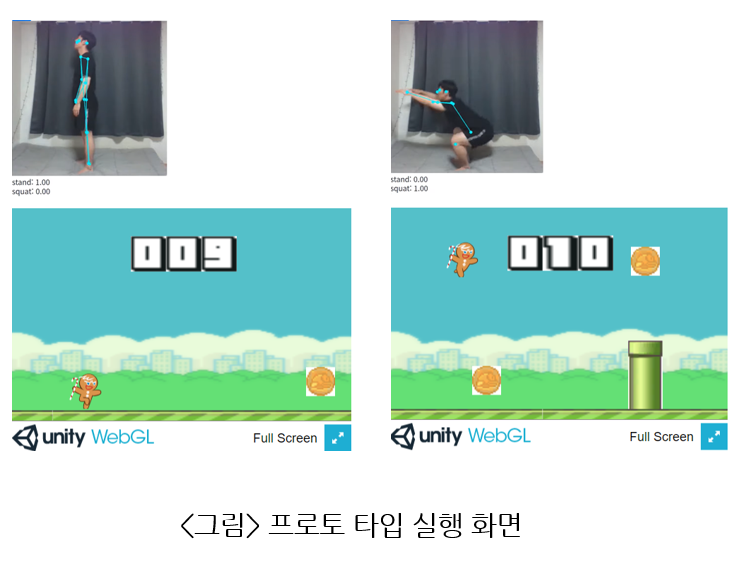 stand: 1.00
squat: 0.00
stand: 0.00
squat: 1.00
009
010
unity WebGL
Full Screen
unity WebGL
Full Screen
<그림> 프로토 타입 실행 화면